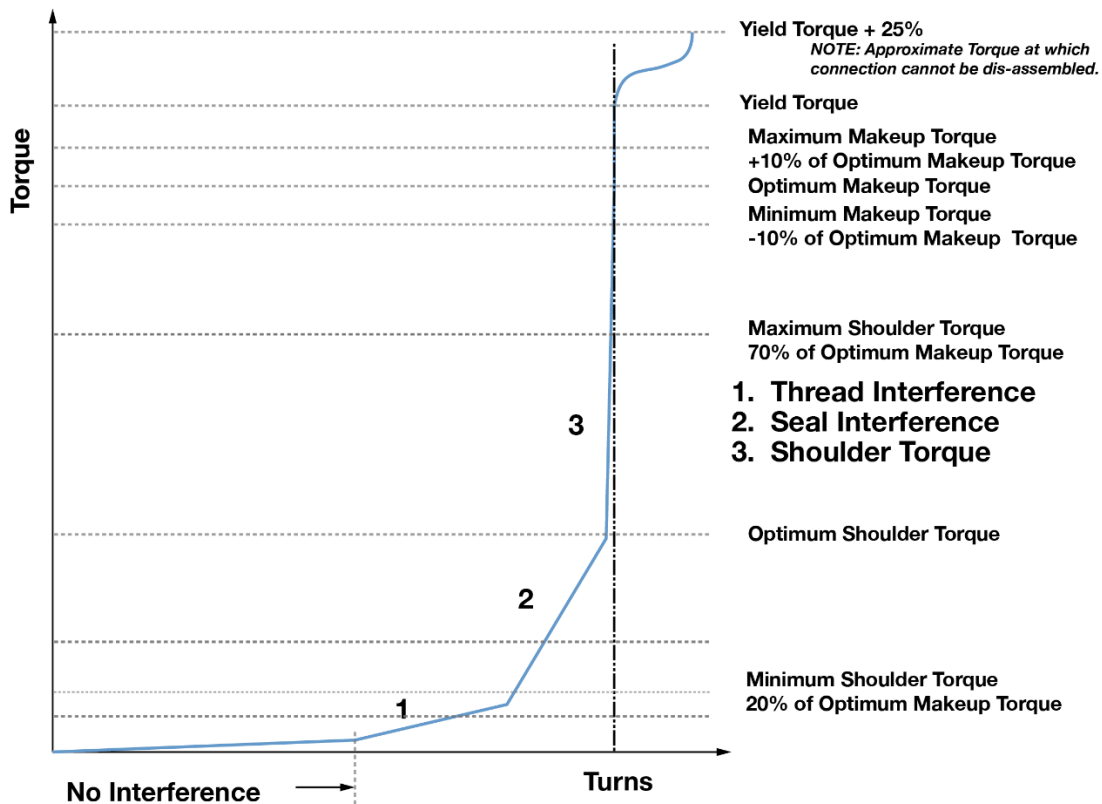 Torque
Yield Torque + 25%
NOTE: Approximate Torque at which
connection cannot be dis-assembled.
Yield Torque
Maximum Makeup Torque
+10% of Optimum Makeup Torque
Optimum Makeup Torque
Minimum Makeup Torque
-10% of Optimum Makeup Torque
Maximum Shoulder Torque
70% of Optimum Makeup Torque
1. Thread Interference
2. Seal Interference
3. Shoulder Torque
3
Optimum Shoulder Torque
2
Minimum Shoulder Torque
20% of Optimum Makeup Torque
1
No Interference
Turns